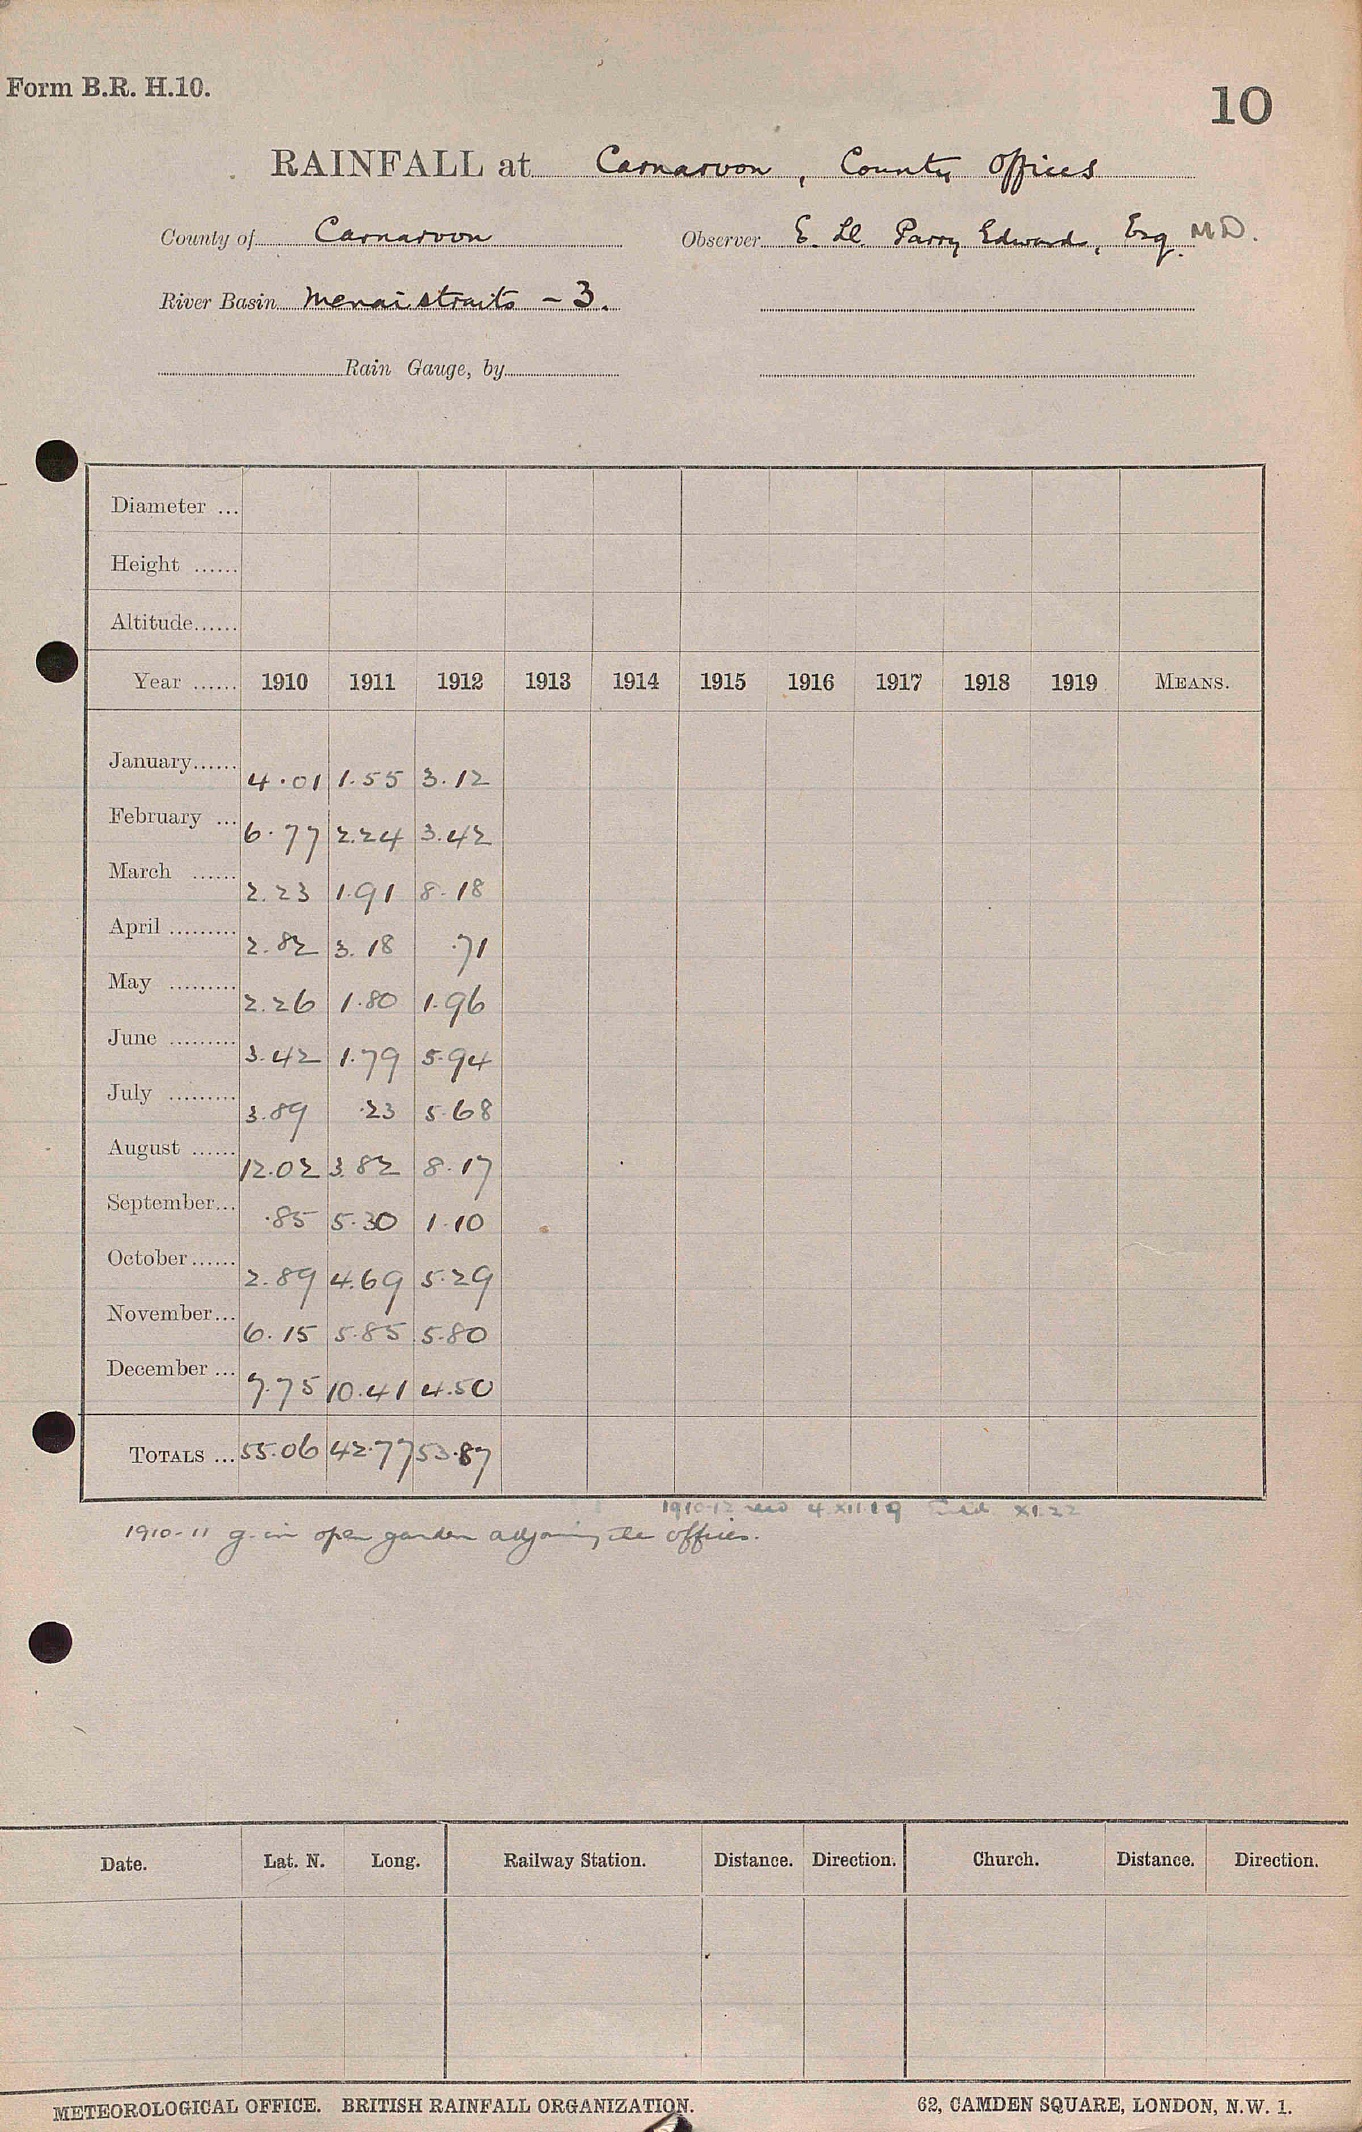 Form B.R. H.10.
10
RAINFALL at Carnarvon, County Offices
County of Carnarvon Observer E. Ll. Parry Edwards, Esq. M.D.
River Basin Menai straits - 3.
Rain Gauge, by
Diameter ...
Height ......
Altitude......
Year ...... 1910 1911 1912 1913 1914 1915 1916 1917 1918 1919 MEANS.
January...... 4.01 1.55 3.12
February ... 6.77 2.24 3.42
March ...... 2.23 1.91 8.18
April ......... 2.82 3.18 .71
May ......... 2.26 1.80 1.96
June ......... 3.42 1.79 5.94
July ......... 3.89 .23 5.68
August ...... 12.02 3.82 8.17
September... .85 5.30 1.10
October...... 2.89 4.69 5.29
November... 6.15 5.85 5.80
December ... 7.75 10.41 4.50
TOTALS ... 55.06 42.77 53.87
1910-12 4.XII.19 XI.22
1910-11 g. in open garden adjoining the offices.
Date. Lat. N. Long. Railway Station. Distance. Direction. Church. Distance. Direction.
METEOROLOGICAL OFFICE. BRITISH RAINFALL ORGANIZATION. 62, CAMDEN SQUARE, LONDON, N.W. 1.